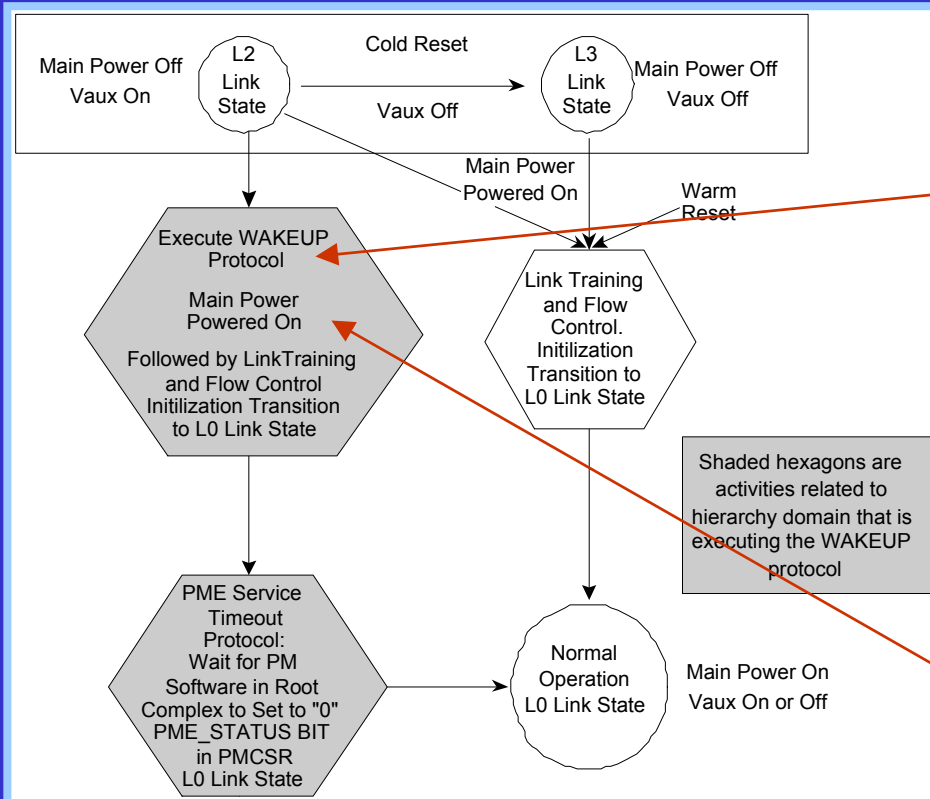 Main Power Off
Vaux On
L2
Link
State
Cold Reset
Vaux Off
L3
Link
State
Main Power Off
Vaux Off
Main Power
Powered On
Warm
Reset
Execute WAKEUP
Protocol
Main Power
Powered On
Followed by LinkTraining
and Flow Control
Initilization Transition
to L0 Link State
Link Training
and Flow
Control.
Initilization
Transition to
L0 Link State
Shaded hexagons are
activities related to
hierarchy domain that is
executing the WAKEUP
protocol
PME Service
Timeout
Protocol:
Wait for PM
Software in Root
Complex to Set to "0"
PME_STATUS BIT
in PMCSR
L0 Link State
Normal
Operation
L0 Link State
Main Power On
Vaux On or Off